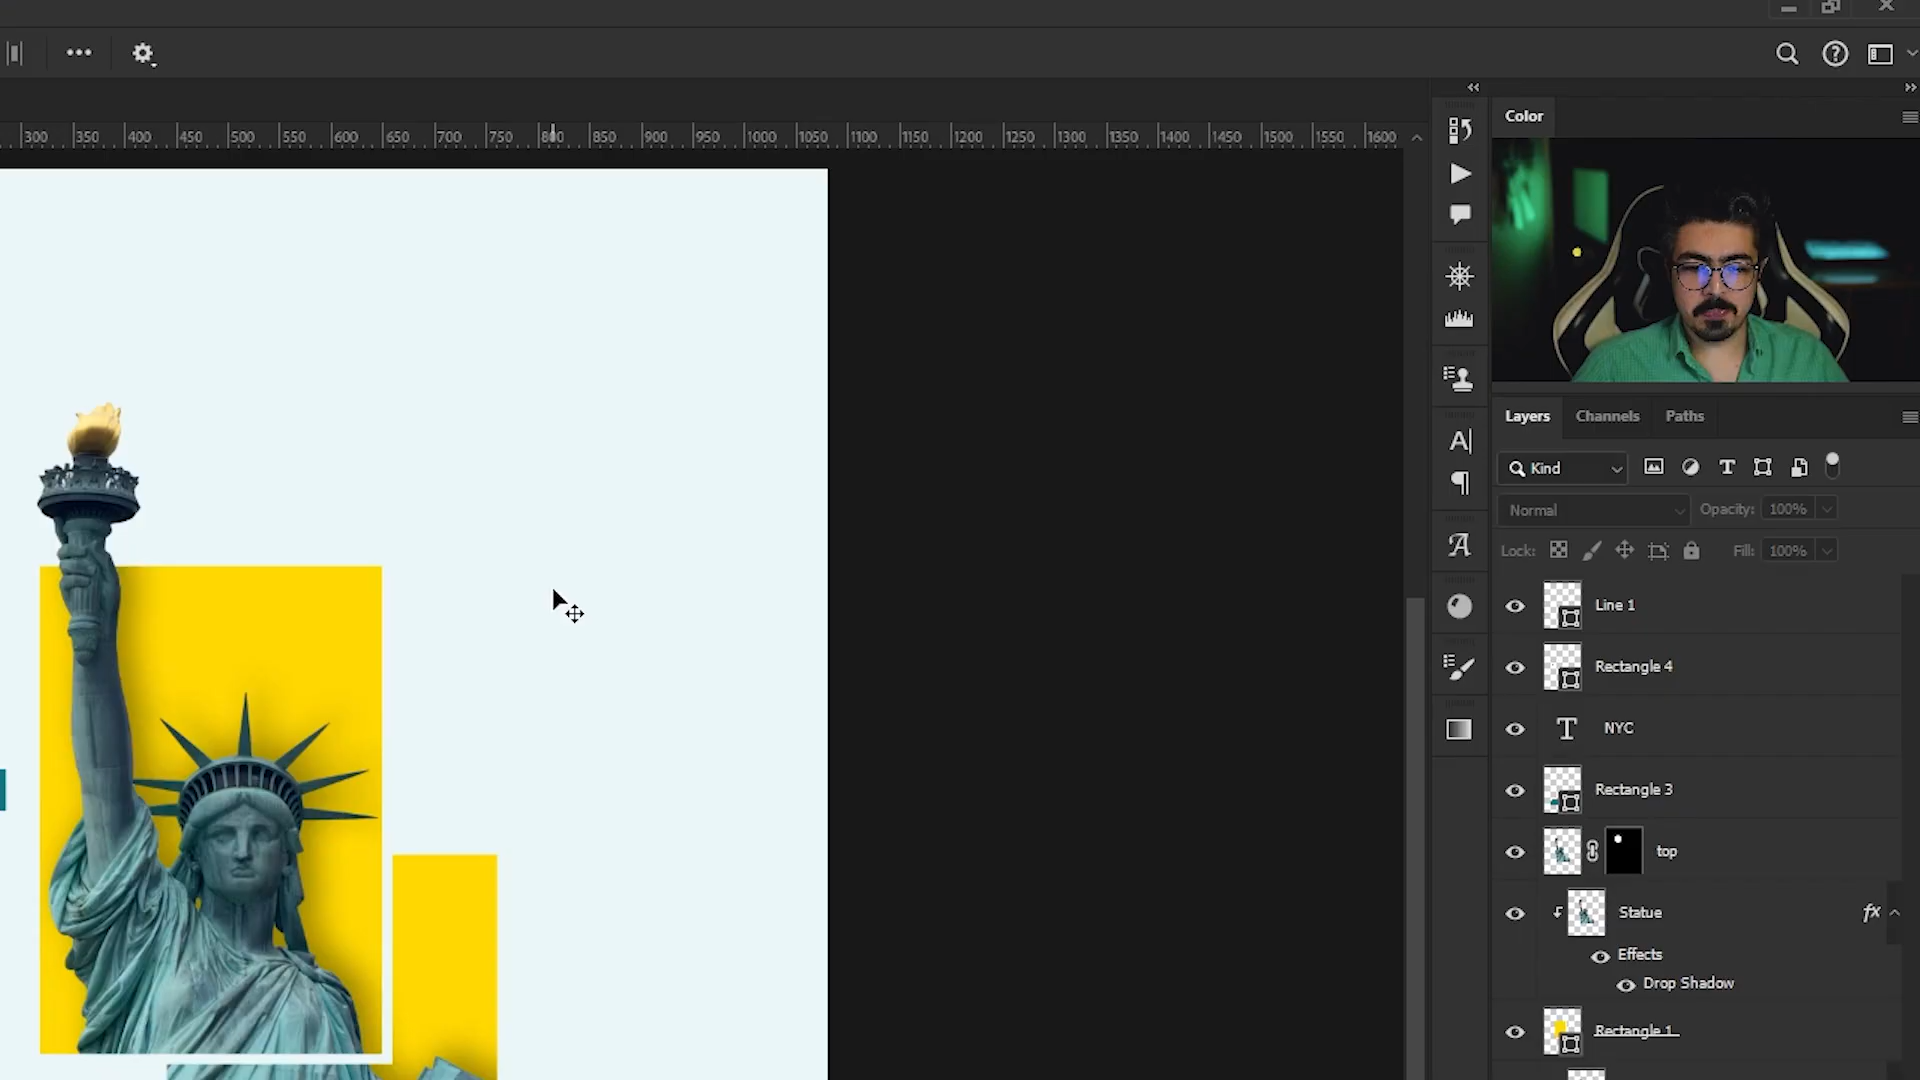 300 350 400 450 500 550 600 650 700 750 800 850 900 950 1000 1050 1100 1150 1200 1250 1300 1350 1400 1450 1500 1550 1600
Color
Layers Channels Paths
Kind
Normal Opacity: 100%
Lock: Fill: 100%
Line 1
Rectangle 4
NYC
Rectangle 3
top
Statue fx
Effects
Drop Shadow
Rectangle 1